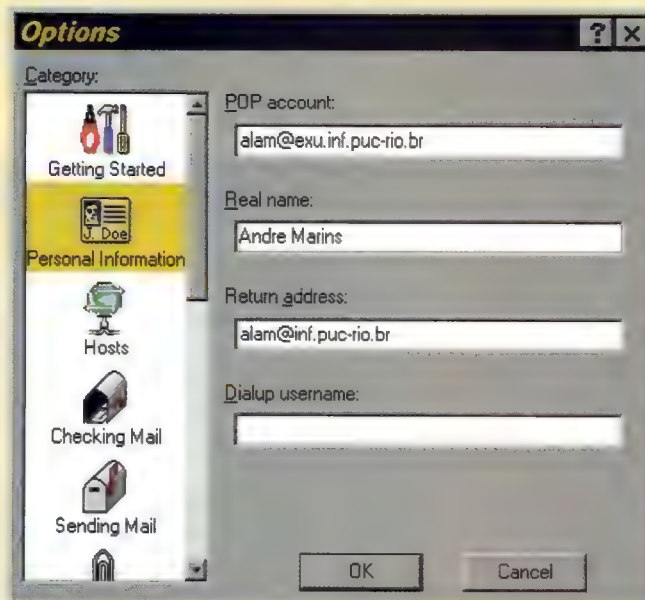 Options
? ×
Category:
Getting Started
J. Doe
Personal Information
Hosts
Checking Mail
Sending Mail
POP account:
alam@exu.inf.puc-rio.br
Real name:
Andre Marins
Return address:
alam@inf.puc-rio.br
Dialup username:
OK
Cancel